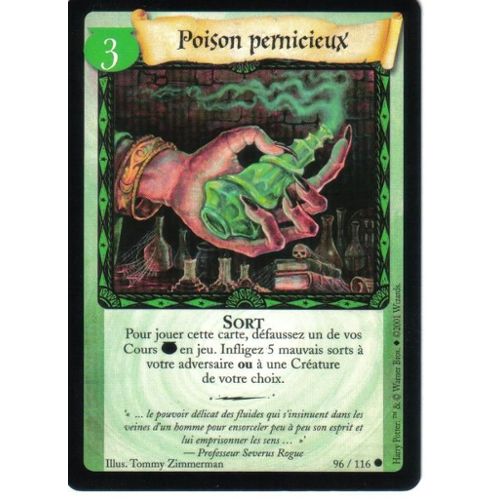 3
Poison pernicieux
SORT
Pour jouer cette carte, défaussez un de vos
Cours en jeu. Infligez 5 mauvais sorts à
votre adversaire ou à une Créature
de votre choix.
"« ... le pouvoir délicat des fluides qui s'insinuent dans les
veines d'un homme pour ensorceler peu à peu son esprit et
lui emprisonner les sens ... »"
— Professeur Severus Rogue
Illus. Tommy Zimmerman
96 / 116
Harry Potter, ™ & © Warner Bros. ♦ ©2001 Wizards.